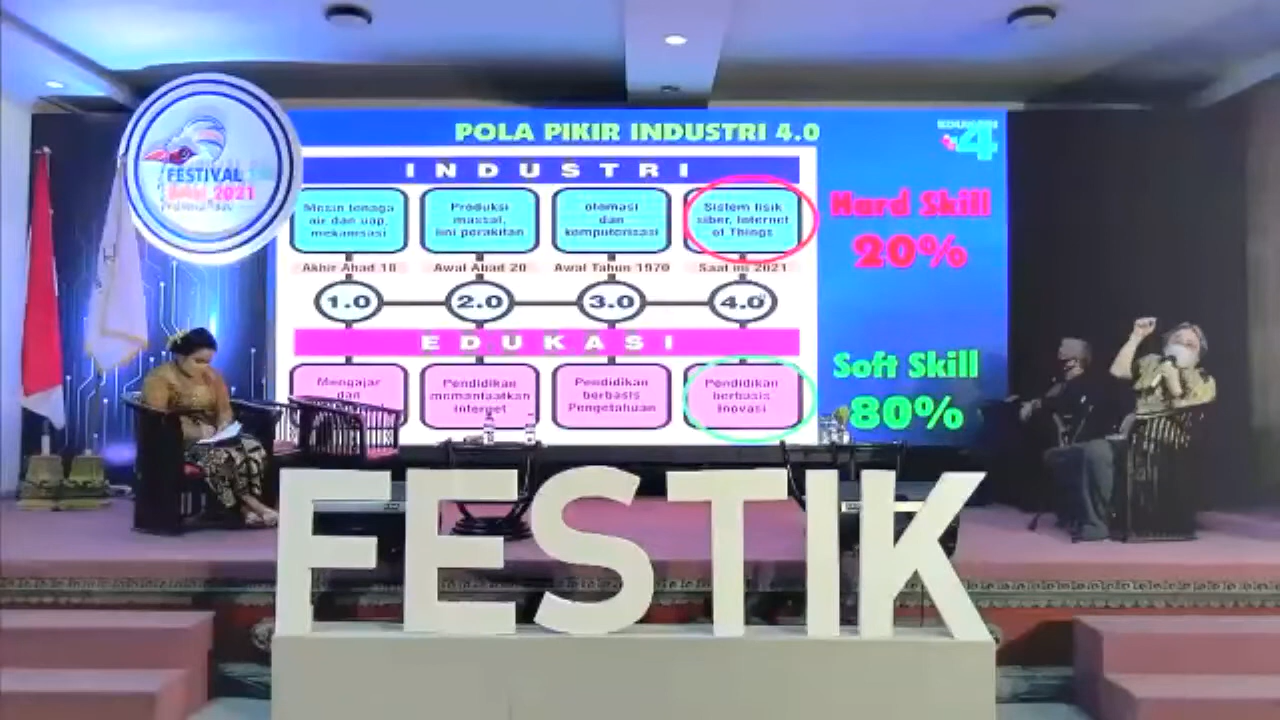 POLA PIKIR INDUSTRI 4.0
INDUSTRI
FESTIVAL
2021
Mesin tenaga
air dan uap,
mekanisasi
Produksi
massal,
lini perakitan
otomasi
dan
komputerisasi
Sistem fisik
siber, Internet
of Things
Akhir Abad 18
Awal Abad 20
Awal Tahun 1970
Saat ini 2021
1.0
2.0
3.0
4.0
EDUKASI
Mengajar
dan
Pendidikan
memanfaatkan
internet
Pendidikan
berbasis
Pengetahuan
Pendidikan
berbasis
Inovasi
4
Hard Skill
20%
Soft Skill
80%
FESTIK